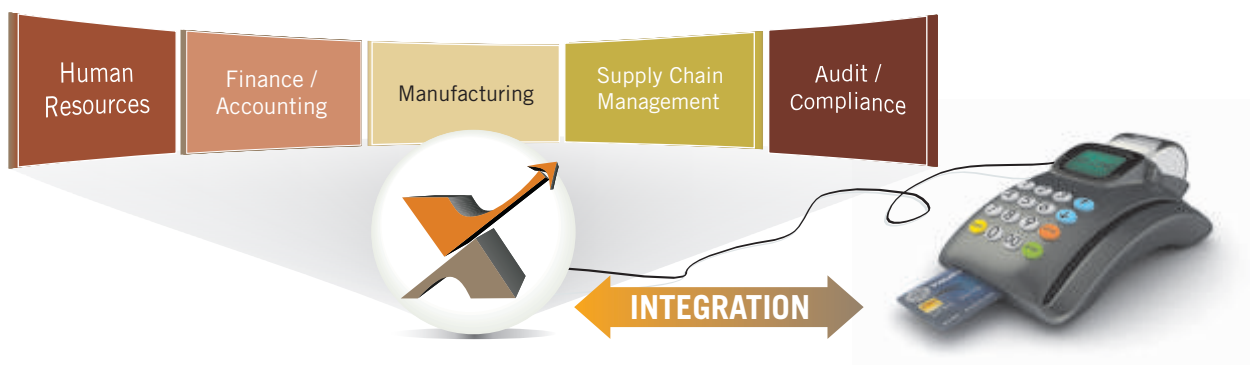 Human
Resources
Finance /
Accounting
Manufacturing
Supply Chain
Management
Audit /
Compliance
INTEGRATION